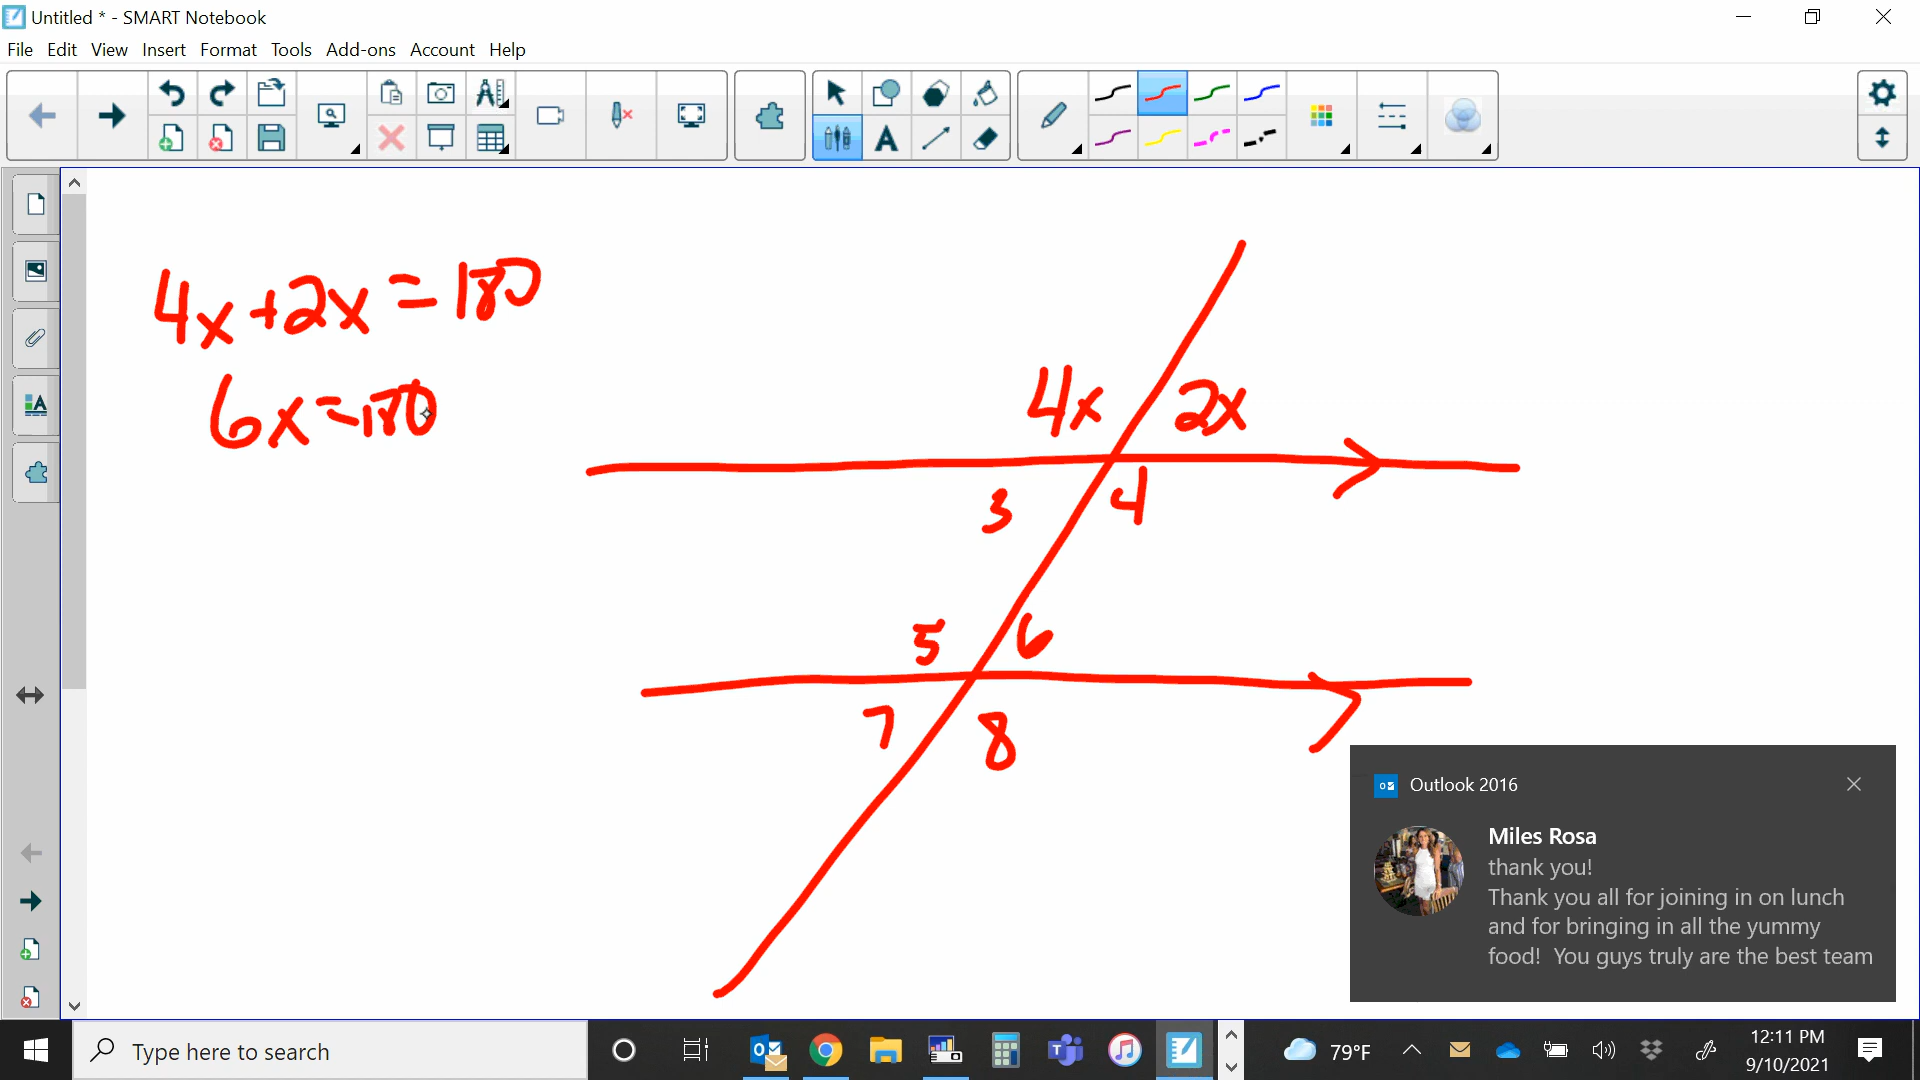 Untitled * - SMART Notebook
File Edit View Insert Format Tools Add-ons Account Help
4x+2x=180
6x=180
4x 2x
3 4
5 6
7 8
Outlook 2016
Miles Rosa
thank you!
Thank you all for joining in on lunch
and for bringing in all the yummy
food! You guys truly are the best team
Type here to search
79°F
12:11 PM
9/10/2021